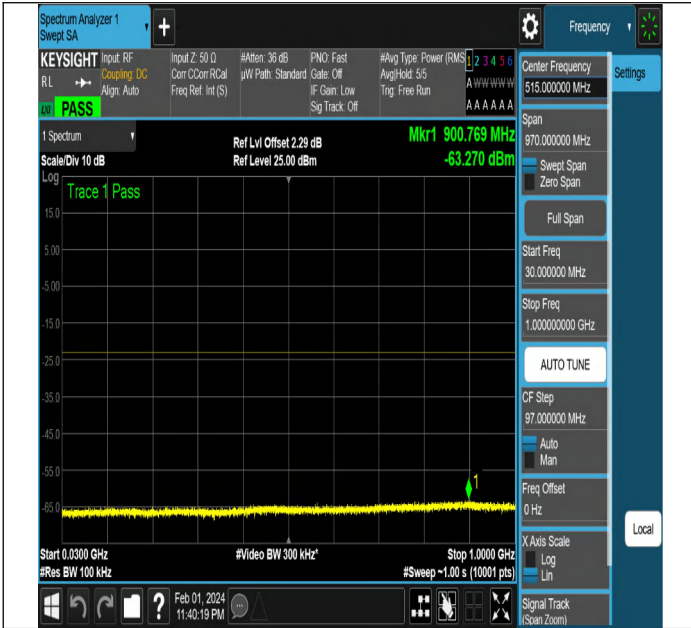 Spectrum Analyzer 1
Swept SA
Frequency
KEYSIGHT
RL
LXI
PASS
Input: RF
Coupling: DC
Align: Auto
Input Z: 50 Ω
Corr CCorr RCal
Freq Ref: Int (S)
#Atten: 36 dB
µW Path: Standard
PNO: Fast
Gate: Off
IF Gain: Low
Sig Track: Off
#Avg Type: Power (RMS
Avg|Hold: 5/5
Trig: Free Run
1 2 3 4 5 6
A W W W W W
A A A A A A
1 Spectrum
Scale/Div 10 dB
Ref Lvl Offset 2.29 dB
Ref Level 25.00 dBm
Mkr1 900.769 MHz
-63.270 dBm
Log
Trace 1 Pass
15.0
5.00
-5.00
-15.0
-25.0
-35.0
-45.0
-55.0
-65.0
1
Start 0.0300 GHz
#Video BW 300 kHz*
Stop 1.0000 GHz
#Res BW 100 kHz
#Sweep ~1.00 s (10001 pts)
Center Frequency
515.000000 MHz
Settings
Span
970.000000 MHz
Swept Span
Zero Span
Full Span
Start Freq
30.000000 MHz
Stop Freq
1.000000000 GHz
AUTO TUNE
CF Step
97.000000 MHz
Auto
Man
Freq Offset
0 Hz
X Axis Scale
Log
Lin
Local
Signal Track
(Span Zoom)
?
Feb 01, 2024
11:40:19 PM